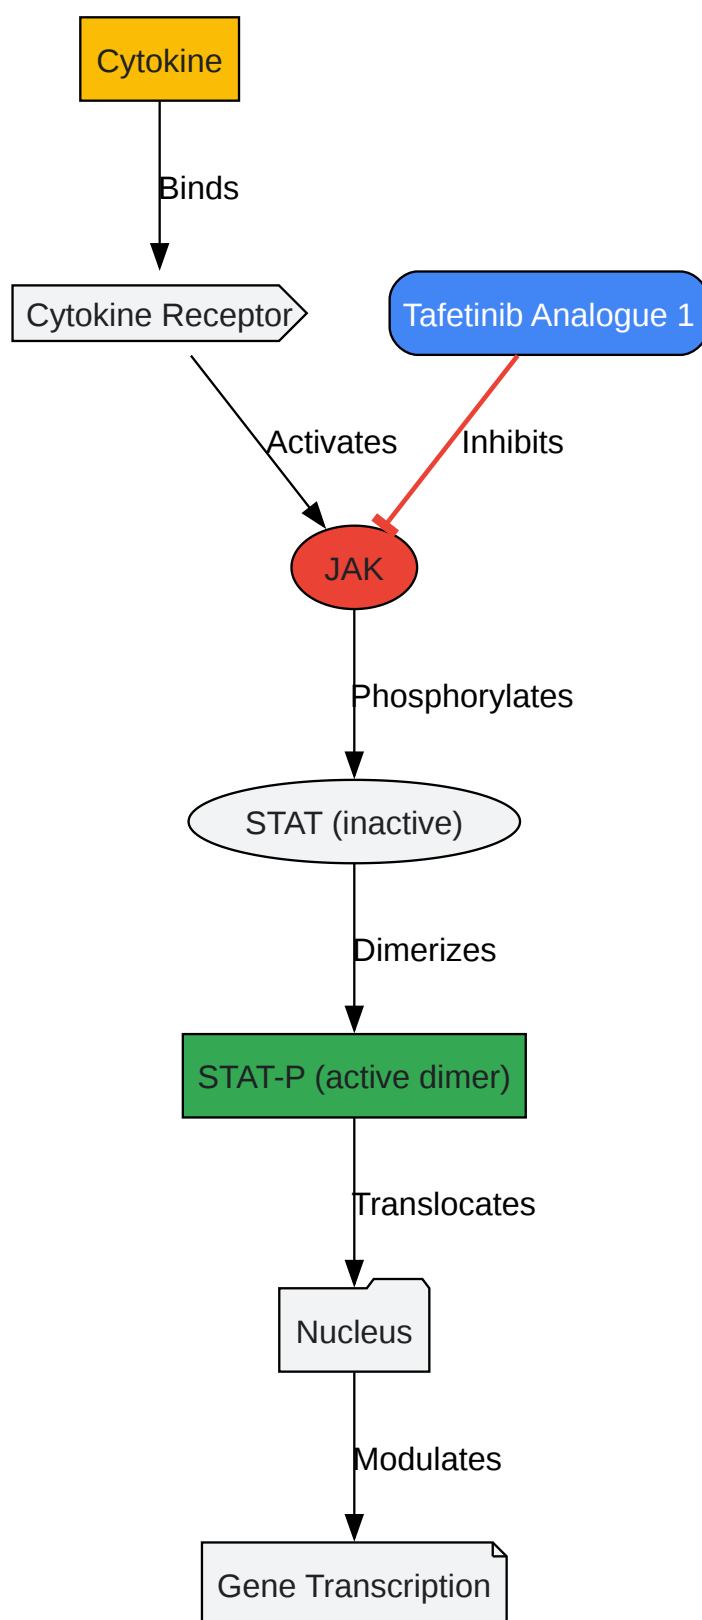 Cytokine
Binds
Cytokine Receptor
Tafetinib Analogue 1
Activates
Inhibits
JAK
Phosphorylates
STAT (inactive)
Dimerizes
STAT-P (active dimer)
Translocates
Nucleus
Modulates
Gene Transcription